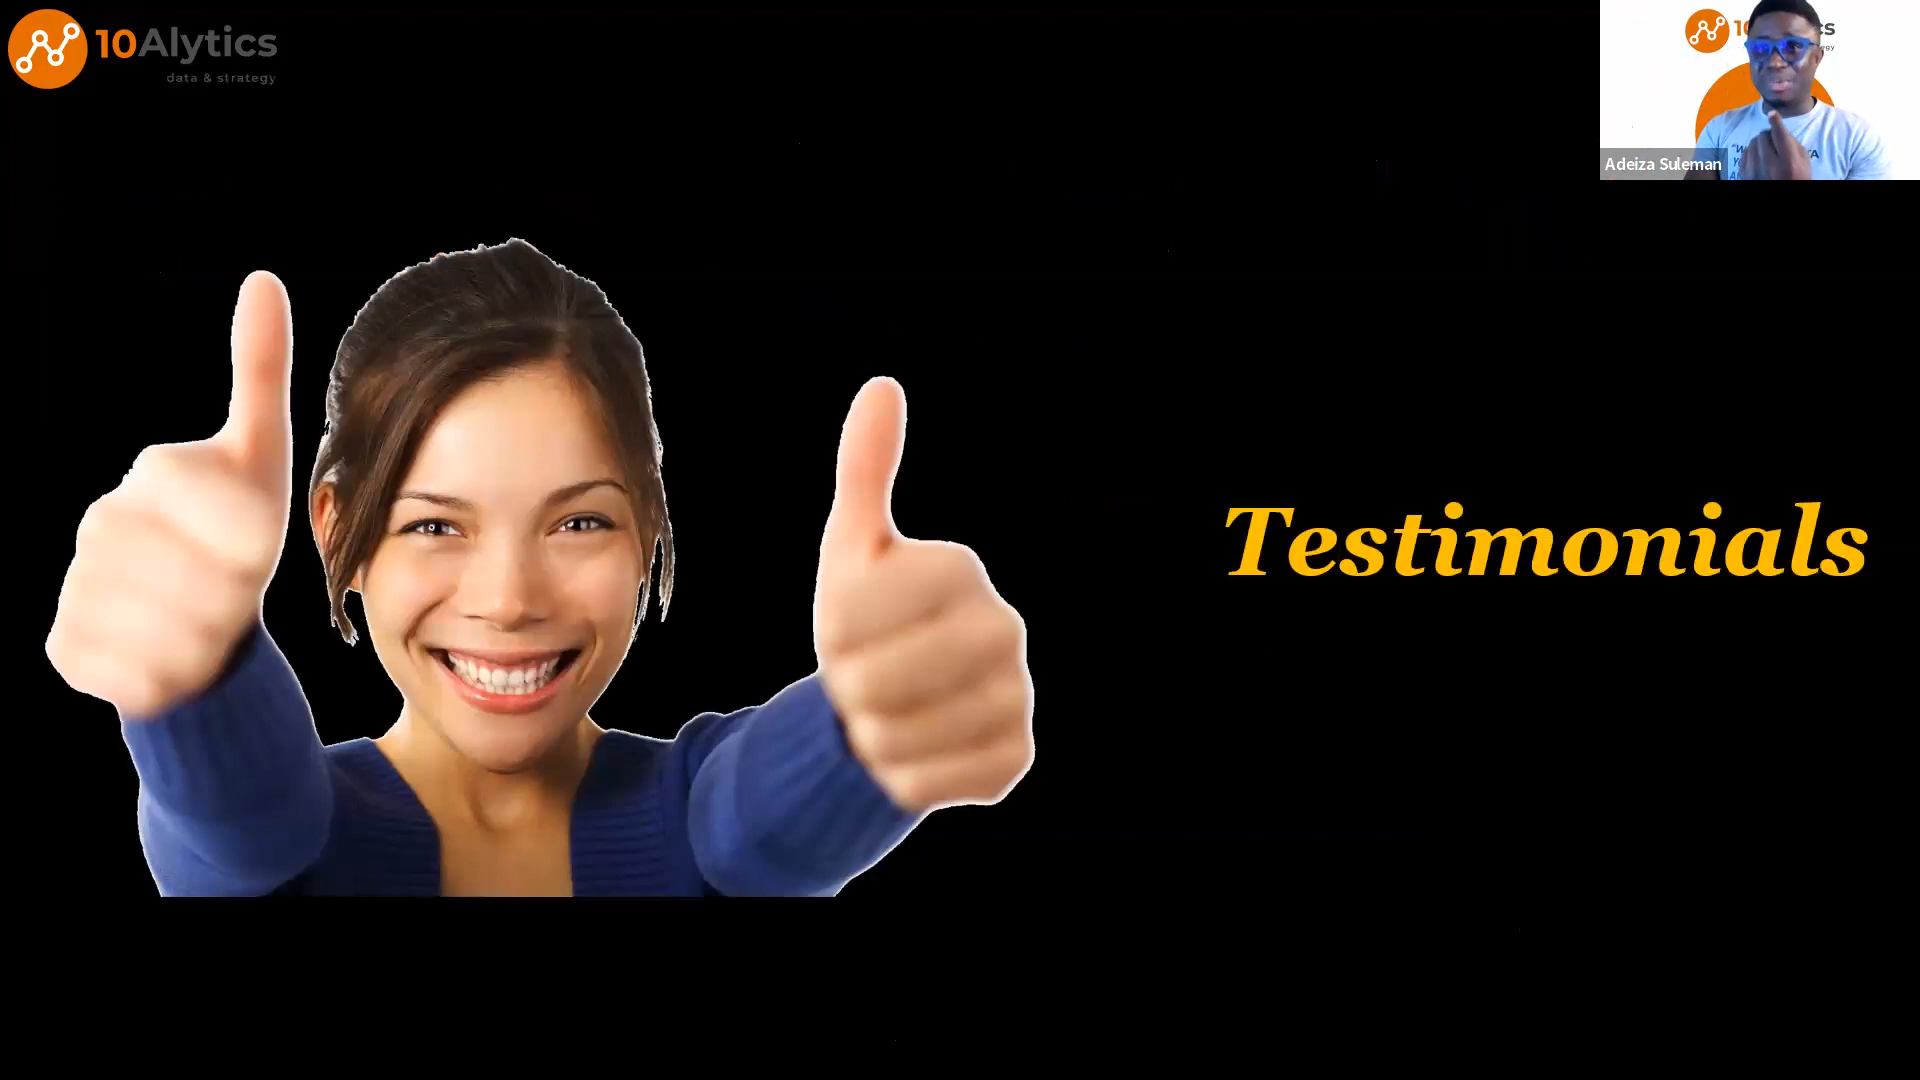 10Alytics
data & strategy
Adeiza Suleman
Testimonials